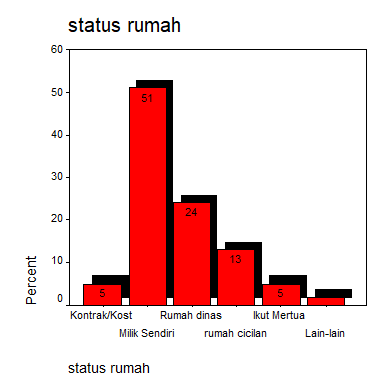 status rumah
60
50
40
30
20
10
0
Percent
51
24
13
5
5
Kontrak/Kost
Rumah dinas
Ikut Mertua
Milik Sendiri
rumah cicilan
Lain-lain
status rumah